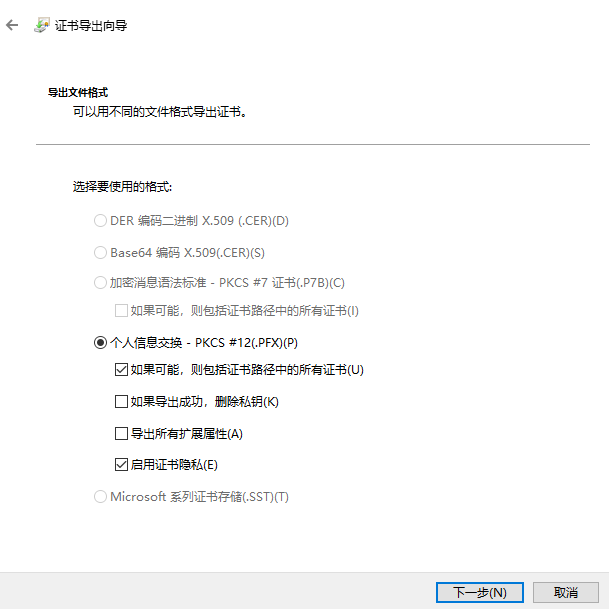 证书导出向导
导出文件格式
可以用不同的文件格式导出证书。
选择要使用的格式:
DER 编码二进制 X.509 (.CER)(D)
Base64 编码 X.509(.CER)(S)
加密消息语法标准 - PKCS #7 证书(.P7B)(C)
如果可能，则包括证书路径中的所有证书(I)
个人信息交换 - PKCS #12(.PFX)(P)
如果可能，则包括证书路径中的所有证书(U)
如果导出成功，删除私钥(K)
导出所有扩展属性(A)
启用证书隐私(E)
Microsoft 系列证书存储(.SST)(T)
下一步(N) 取消